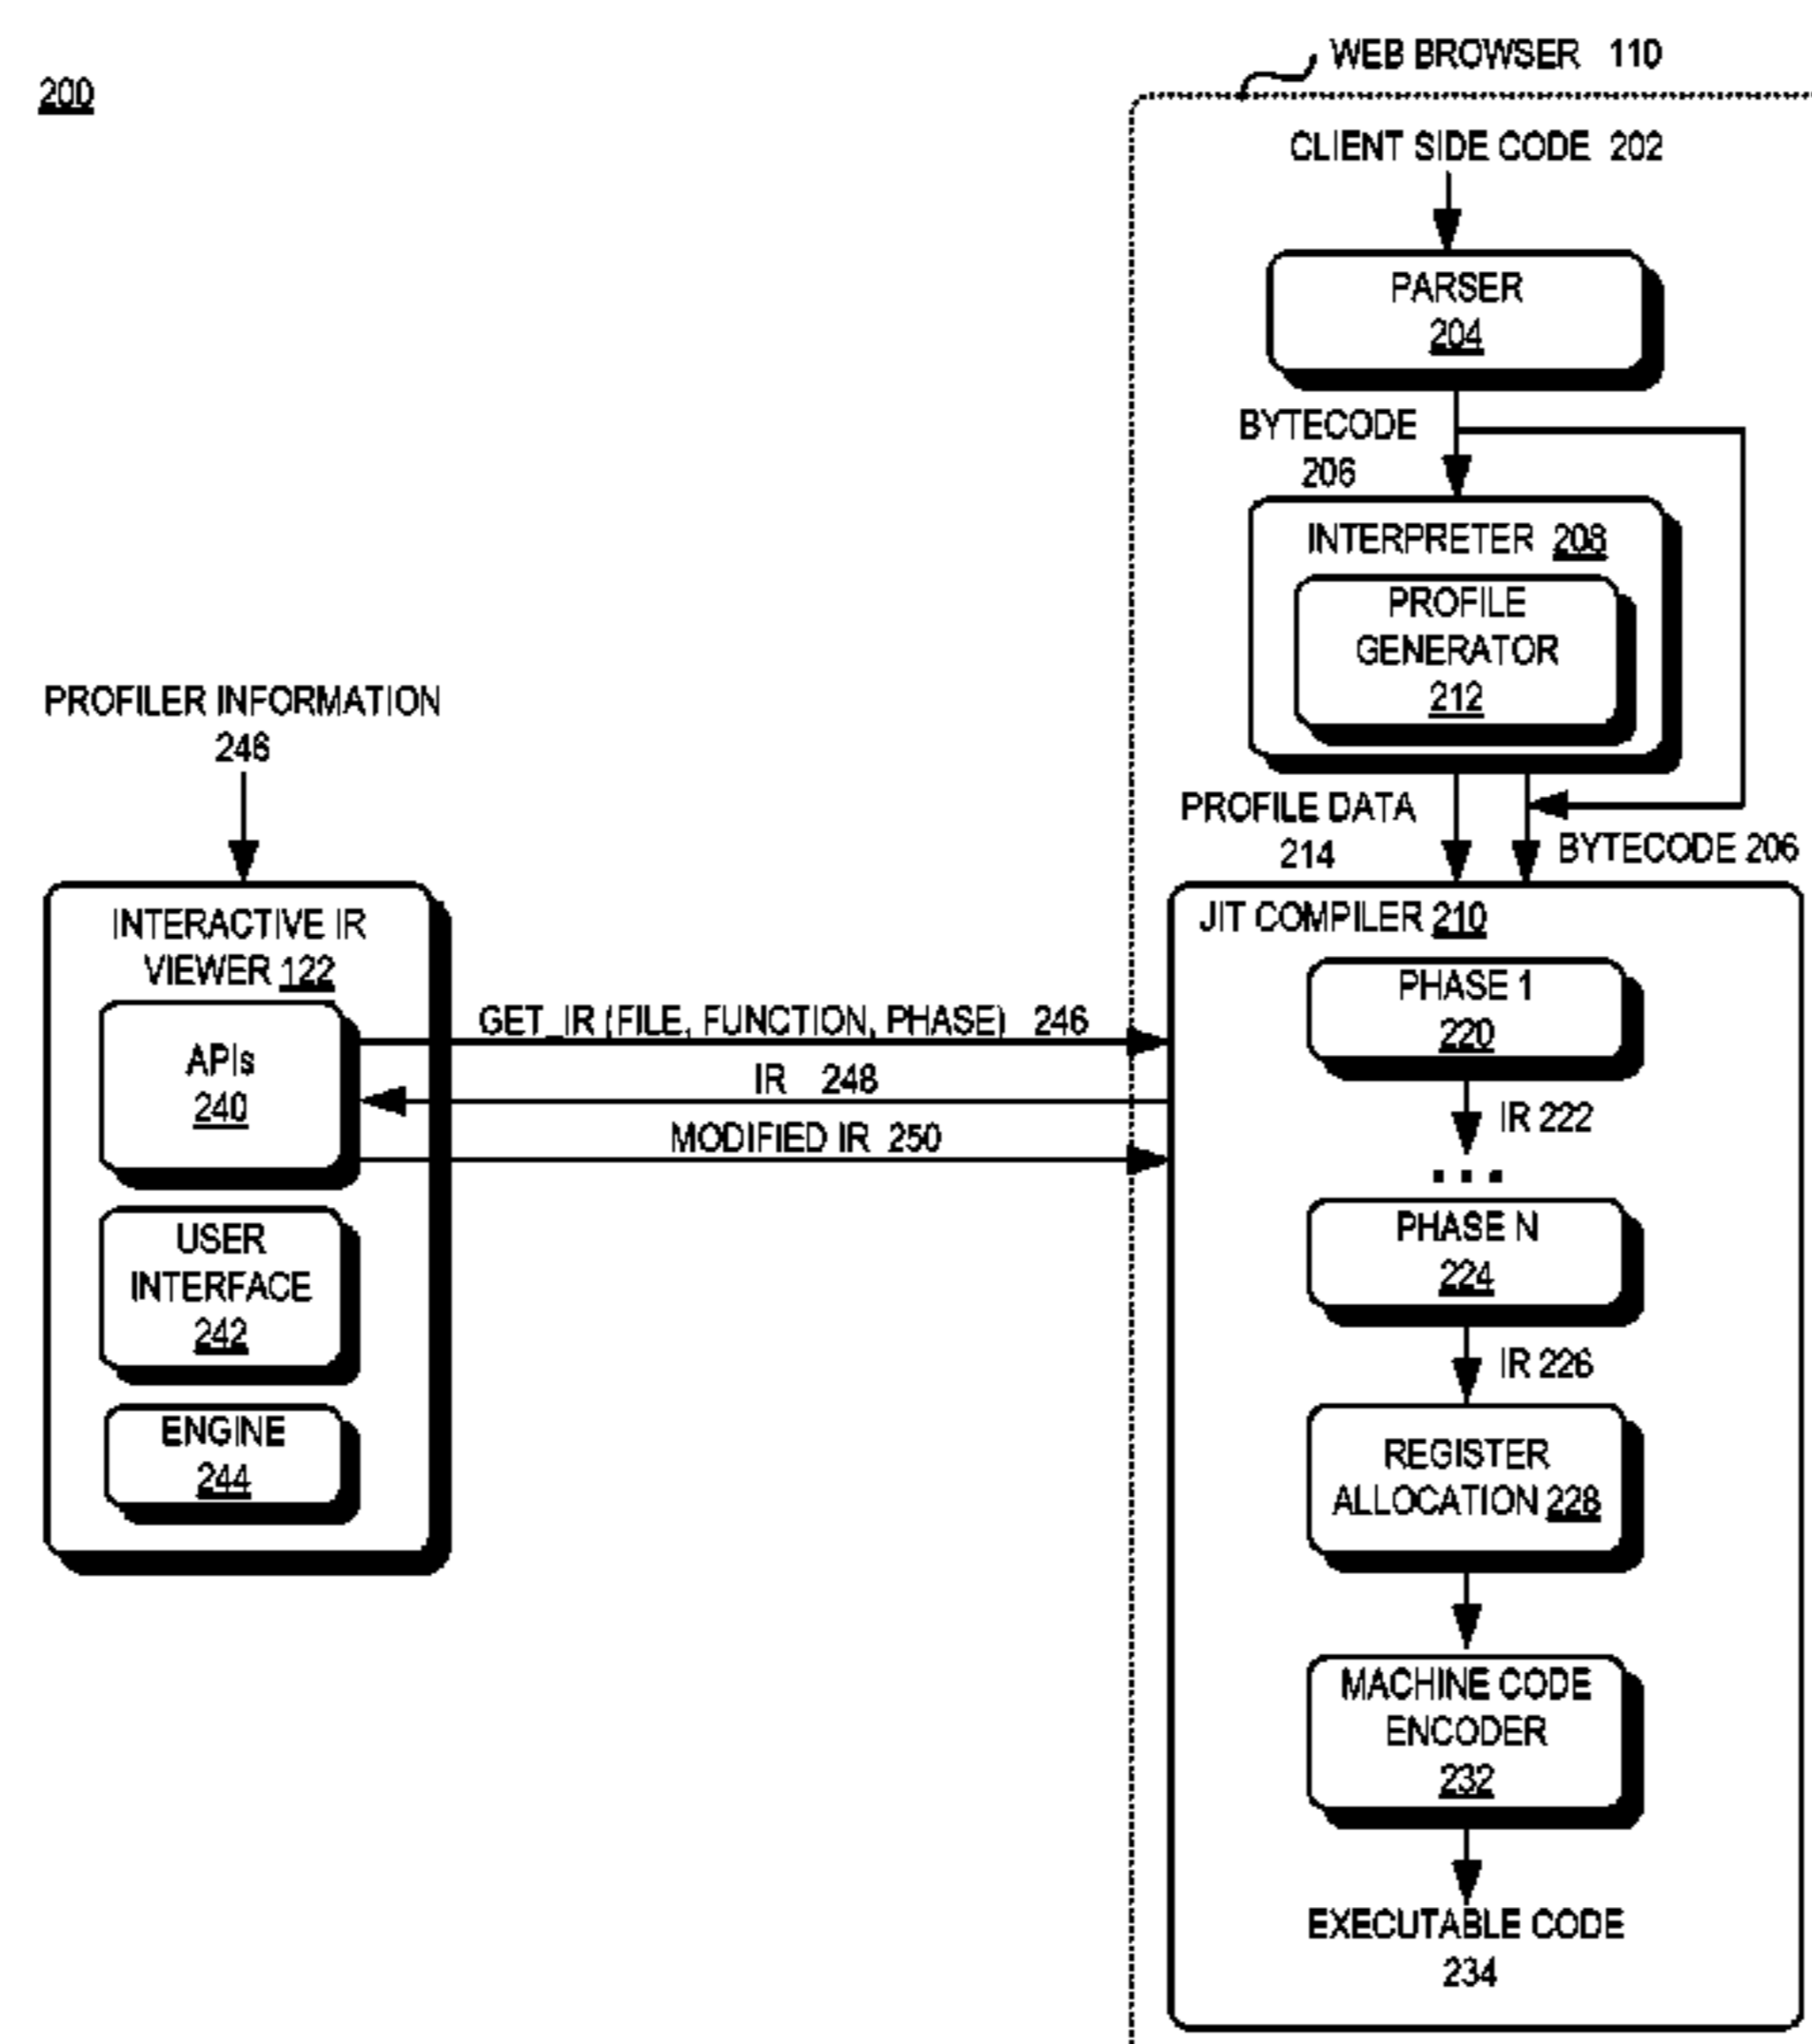 200
WEB BROWSER 110
CLIENT SIDE CODE 202
PARSER
204
BYTECODE
206
INTERPRETER 208
PROFILE
GENERATOR
212
PROFILE DATA
214
BYTECODE 206
PROFILER INFORMATION
246
INTERACTIVE IR
VIEWER 122
APIs
240
USER
INTERFACE
242
ENGINE
244
GET_IR (FILE, FUNCTION, PHASE) 246
IR 248
MODIFIED IR 250
JIT COMPILER 210
PHASE 1
220
IR 222
...
PHASE N
224
IR 226
REGISTER
ALLOCATION 228
MACHINE CODE
ENCODER
232
EXECUTABLE CODE
234